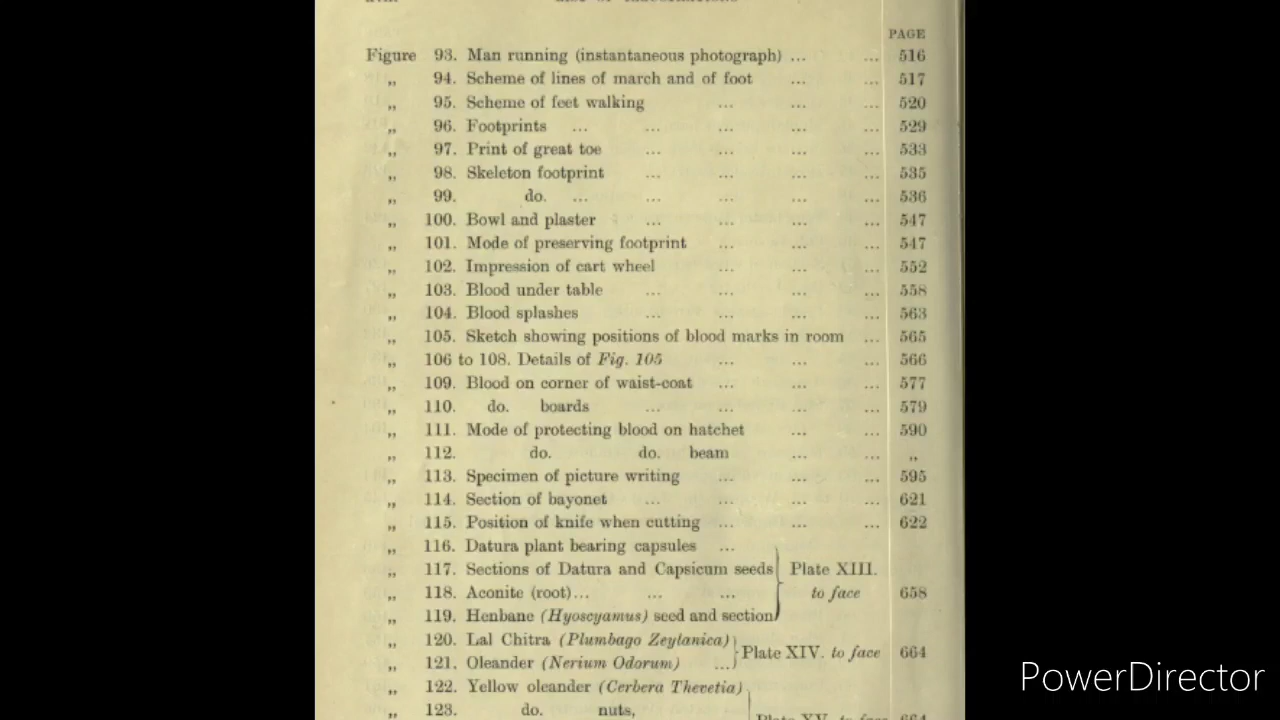 PAGE
Figure 93. Man running (instantaneous photograph) ... ... 516
„ 94. Scheme of lines of march and of foot ... ... 517
„ 95. Scheme of feet walking ... ... ... 520
„ 96. Footprints ... ... ... ... ... 529
„ 97. Print of great toe ... ... ... ... 533
„ 98. Skeleton footprint ... ... ... ... 535
„ 99. do. ... ... ... ... ... 536
„ 100. Bowl and plaster ... ... ... ... 547
„ 101. Mode of preserving footprint ... ... ... 547
„ 102. Impression of cart wheel ... ... ... 552
„ 103. Blood under table ... ... ... ... 558
„ 104. Blood splashes ... ... ... ... 563
„ 105. Sketch showing positions of blood marks in room ... 565
„ 106 to 108. Details of Fig. 105 ... ... ... 566
„ 109. Blood on corner of waist-coat ... ... ... 577
„ 110. do. boards ... ... ... ... 579
„ 111. Mode of protecting blood on hatchet ... ... 590
„ 112. do. do. beam ... ... „
„ 113. Specimen of picture writing ... ... ... 595
„ 114. Section of bayonet ... ... ... ... 621
„ 115. Position of knife when cutting ... ... ... 622
„ 116. Datura plant bearing capsules ...
„ 117. Sections of Datura and Capsicum seeds Plate XIII.
„ 118. Aconite (root)... ... ... to face 658
„ 119. Henbane (Hyoscyamus) seed and section
„ 120. Lal Chitra (Plumbago Zeylanica)
Plate XIV. to face 664
„ 121. Oleander (Nerium Odorum) ...
„ 122. Yellow oleander (Cerbera Thevetia)
„ 123. do. nuts,
PowerDirector